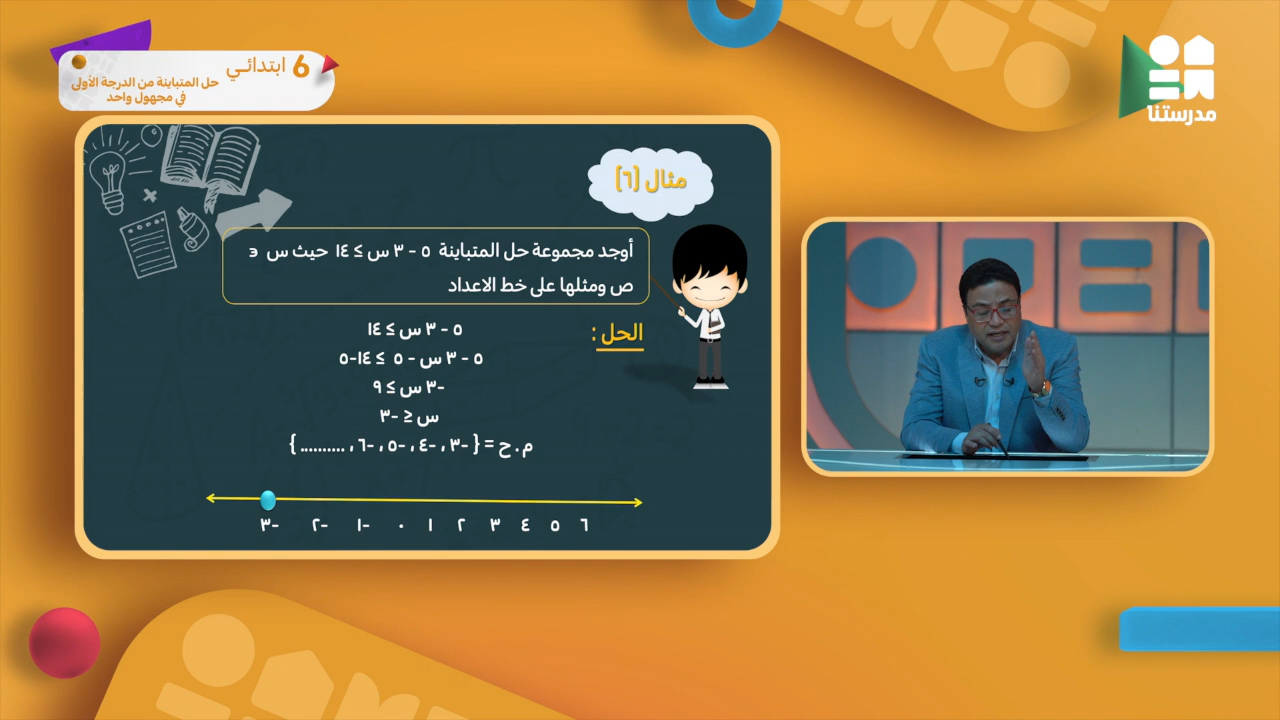 6 ابتدائي
حل المتباينة من الدرجة الأولى
في مجهول واحد
مدرستنا
مثال [٦]
أوجد مجموعة حل المتباينة ٥ - ٣ س ≥ ١٤ حيث س ∈
ص ومثلها على خط الاعداد
الحل :
٥ - ٣ س ≥ ١٤
٥ - ٣ س - ٥ ≥ ١٤-٥
-٣ س ≥ ٩
س ≤ -٣
م . ح = { -٣ ، -٤ ، -٥ ، -٦ ، .......... }
-٣ -٢ -١ ٠ ١ ٢ ٣ ٤ ٥ ٦